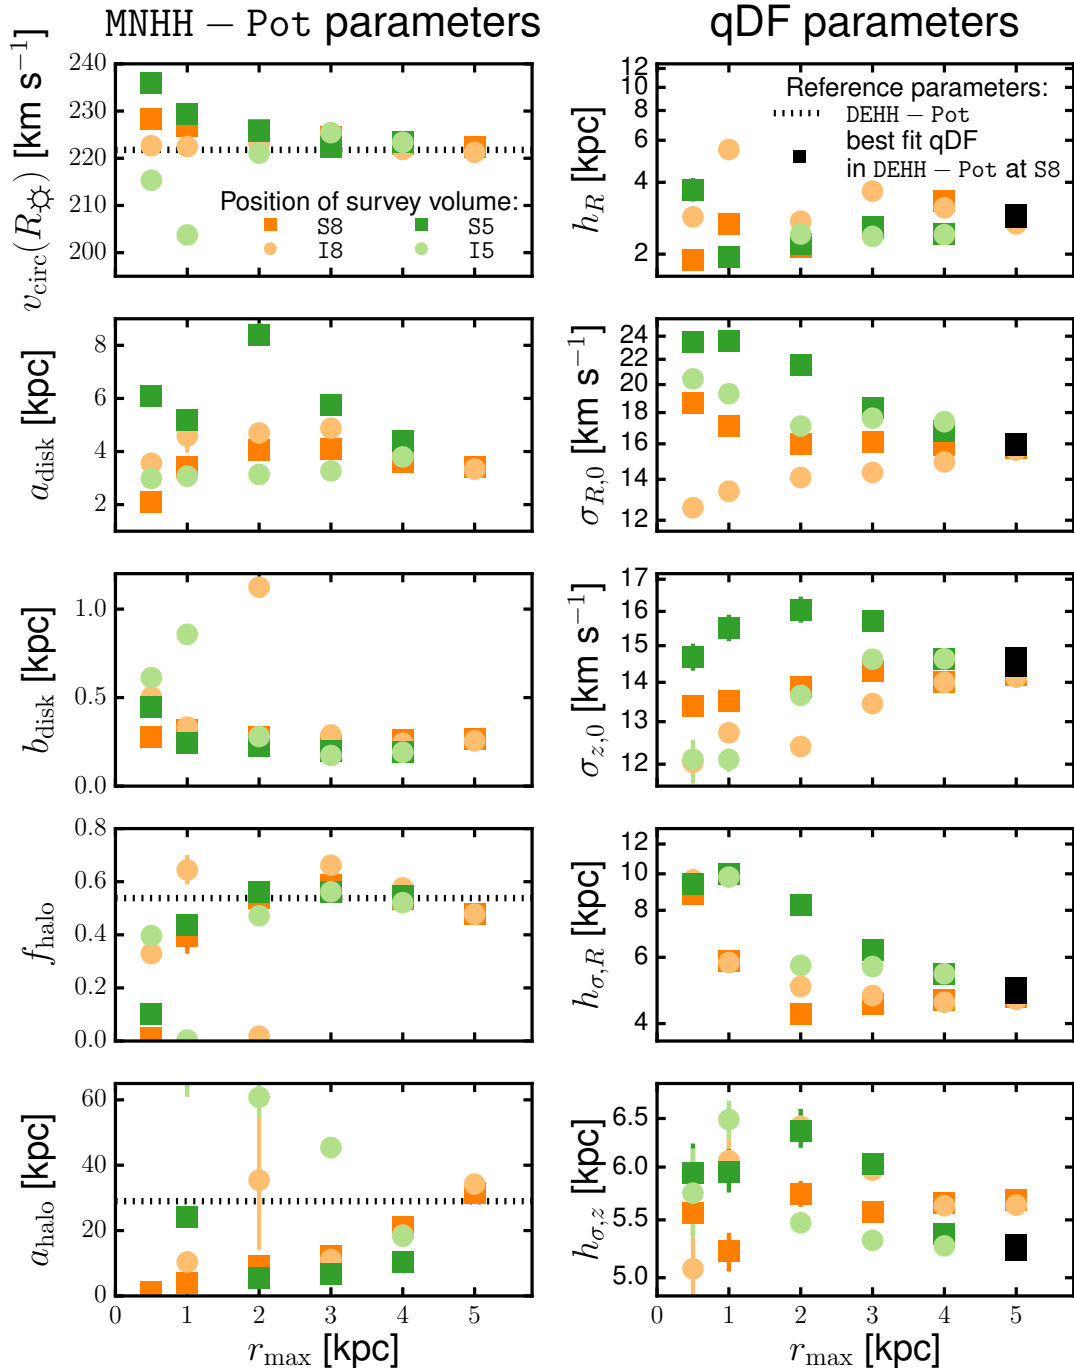 MNHH − Pot parameters
qDF parameters
v_circ(R_☼) [km s⁻¹]
240
230
220
210
200
Position of survey volume:
S8 S5
I8 I5
h_R [kpc]
12
10
8
6
4
2
Reference parameters:
DEHH − Pot
best fit qDF
in DEHH − Pot at S8
a_disk [kpc]
8
6
4
2
σ_R,0 [km s⁻¹]
24
22
20
18
16
14
12
b_disk [kpc]
1.0
0.5
0.0
σ_z,0 [km s⁻¹]
17
16
15
14
13
12
f_halo
0.8
0.6
0.4
0.2
0.0
h_σ,R [kpc]
12
10
8
6
4
a_halo [kpc]
60
40
20
0
0 1 2 3 4 5
r_max [kpc]
h_σ,z [kpc]
6.5
6.0
5.5
5.0
0 1 2 3 4 5
r_max [kpc]